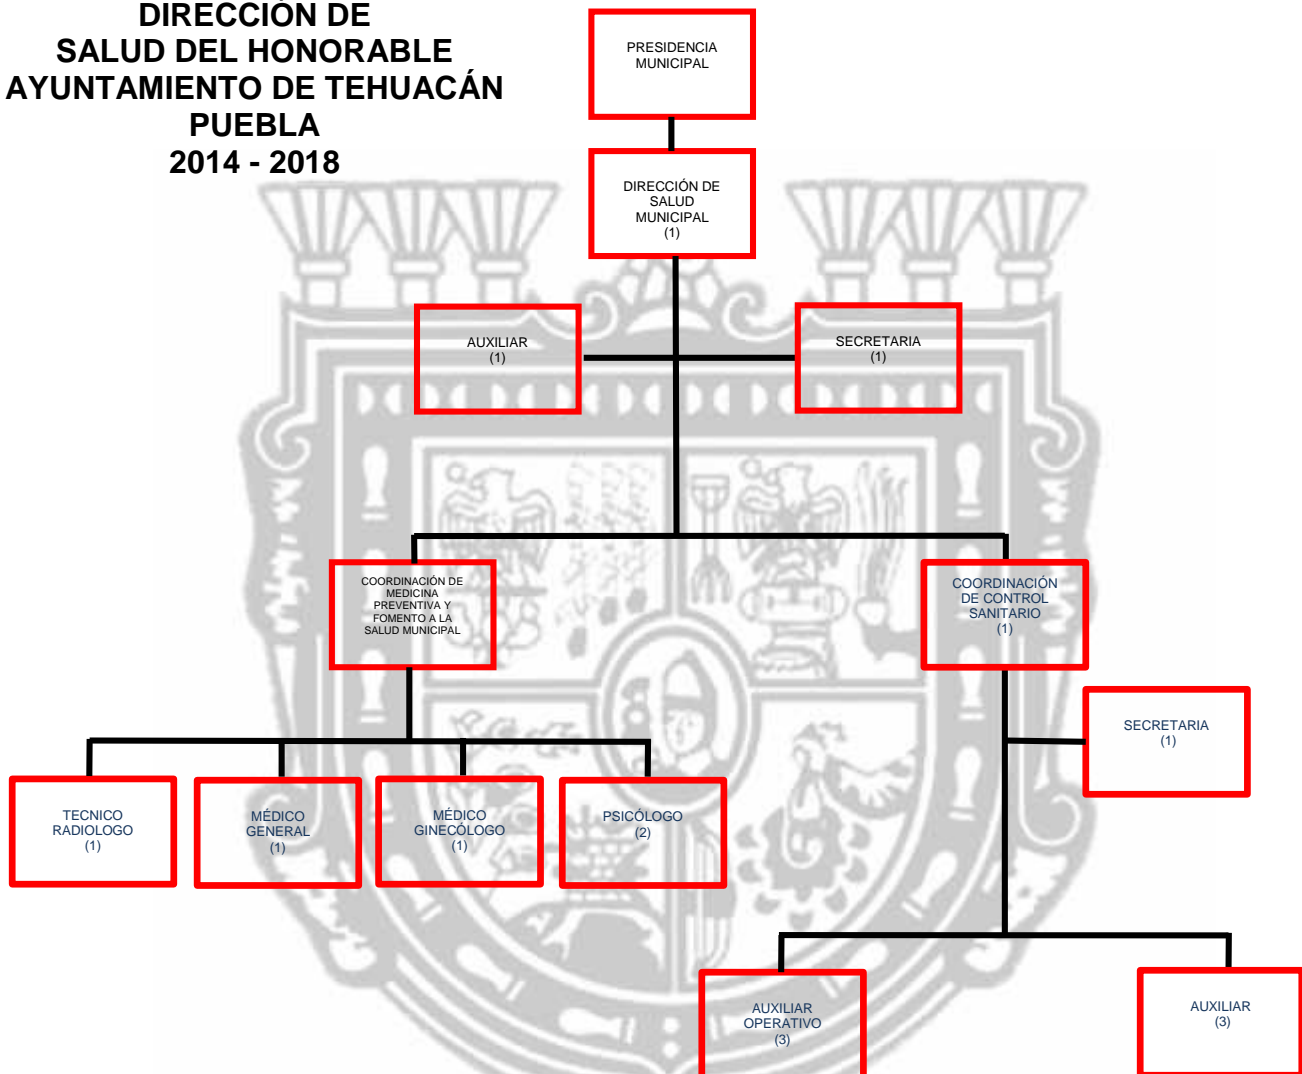 DIRECCIÓN DE
SALUD DEL HONORABLE
AYUNTAMIENTO DE TEHUACÁN
PUEBLA
2014 - 2018
PRESIDENCIA
MUNICIPAL
DIRECCIÓN DE
SALUD
MUNICIPAL
(1)
AUXILIAR
(1)
SECRETARIA
(1)
COORDINACIÓN DE
MEDICINA
PREVENTIVA Y
FOMENTO A LA
SALUD MUNICIPAL
COORDINACIÓN
DE CONTROL
SANITARIO
(1)
SECRETARIA
(1)
TECNICO
RADIOLOGO
(1)
MÉDICO
GENERAL
(1)
MÉDICO
GINECÓLOGO
(1)
PSICÓLOGO
(2)
AUXILIAR
OPERATIVO
(3)
AUXILIAR
(3)